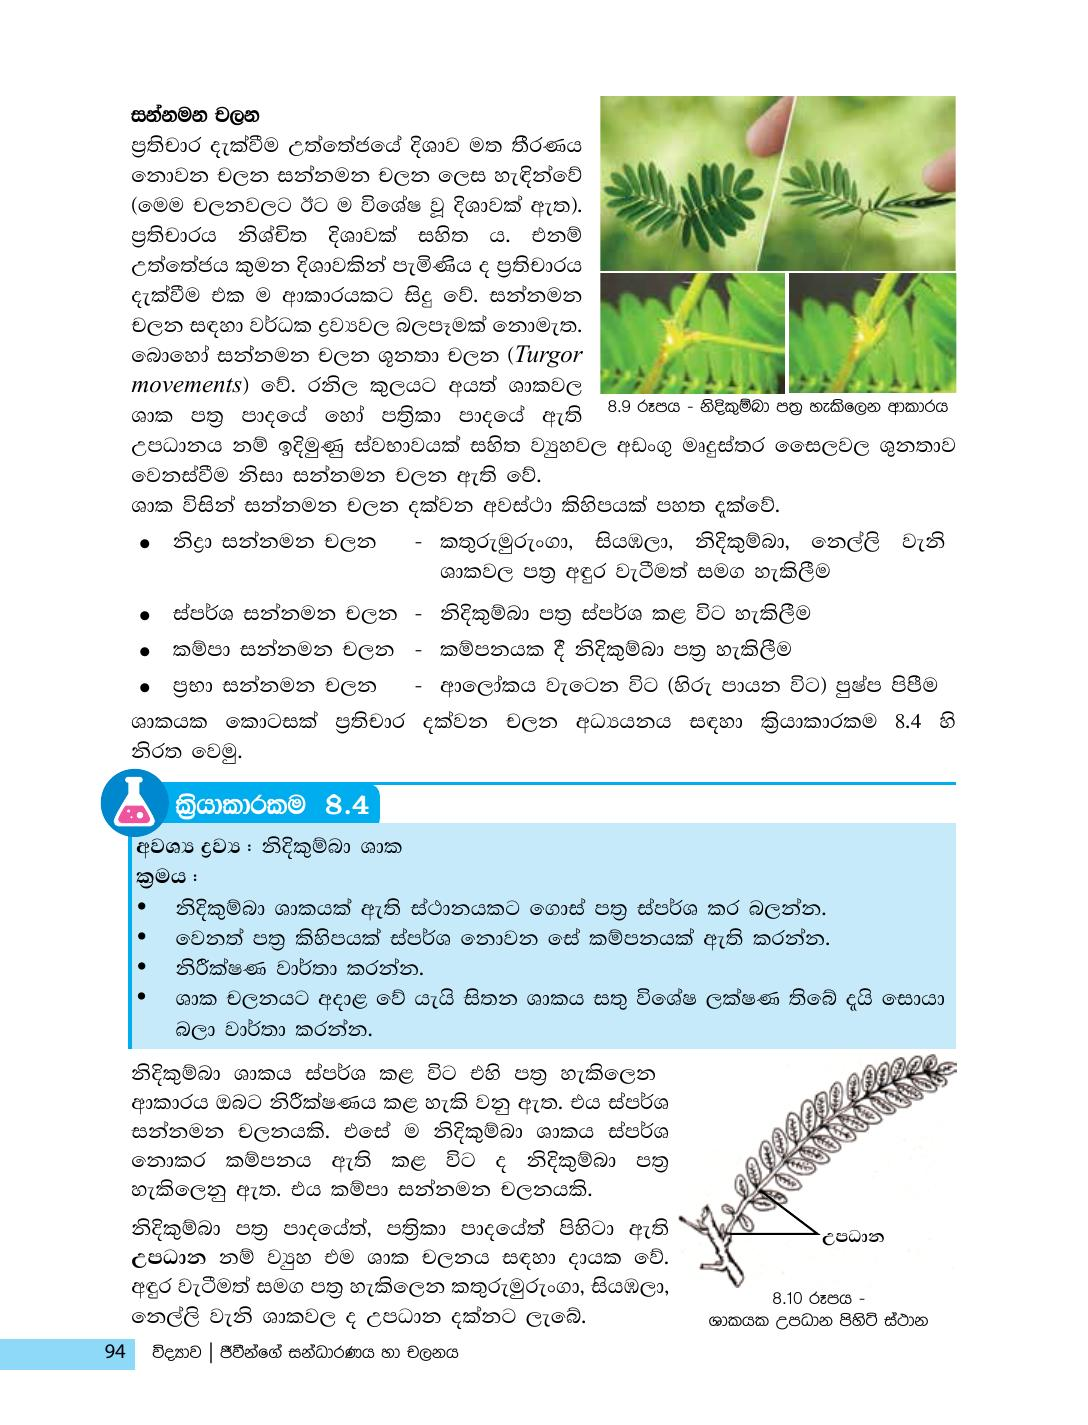 සන්නමන චලන
ප්‍රතිචාර දැක්වීම උත්තේජයේ දිශාව මත තීරණය
නොවන චලන සන්නමන චලන ලෙස හැඳින්වේ
(මෙම චලනවලට ඊට ම විශේෂ වූ දිශාවක් ඇත).
ප්‍රතිචාරය නිශ්චිත දිශාවක් සහිත ය. එනම්
උත්තේජය කුමන දිශාවකින් පැමිණිය ද ප්‍රතිචාරය
දැක්වීම එක ම ආකාරයකට සිදු වේ. සන්නමන
චලන සඳහා වර්ධක ද්‍රව්‍යවල බලපෑමක් නොමැත.
බොහෝ සන්නමන චලන ශූනතා චලන (Turgor
movements) වේ. රනිල කුලයට අයත් ශාකවල
ශාක පත්‍ර පාදයේ හෝ පත්‍රිකා පාදයේ ඇති
8.9 රූපය - නිදිකුම්බා පත්‍ර හැකිලෙන ආකාරය
උපධානය නම් ඉදිමුණු ස්වභාවයක් සහිත ව්‍යුහවල අඩංගු මෘදුස්තර සෛලවල ශුනතාව
වෙනස්වීම නිසා සන්නමන චලන ඇති වේ.
ශාක විසින් සන්නමන චලන දක්වන අවස්ථා කිහිපයක් පහත දැක්වේ.
● නිද්‍රා සන්නමන චලන - කතුරුමුරුංගා, සියඹලා, නිදිකුම්බා, නෙල්ලි වැනි
ශාකවල පත්‍ර අඳුර වැටීමත් සමග හැකිලීම
● ස්පර්ශ සන්නමන චලන - නිදිකුම්බා පත්‍ර ස්පර්ශ කළ විට හැකිලීම
● කම්පා සන්නමන චලන - කම්පනයක දී නිදිකුම්බා පත්‍ර හැකිලීම
● ප්‍රභා සන්නමන චලන - ආලෝකය වැටෙන විට (හිරු පායන විට) පුෂ්ප පිපීම
ශාකයක කොටසක් ප්‍රතිචාර දක්වන චලන අධ්‍යයනය සඳහා ක්‍රියාකාරකම 8.4 හි
නිරත වෙමු.
ක්‍රියාකාරකම 8.4
අවශ්‍ය ද්‍රව්‍ය : නිදිකුම්බා ශාක
ක්‍රමය :
• නිදිකුම්බා ශාකයක් ඇති ස්ථානයකට ගොස් පත්‍ර ස්පර්ශ කර බලන්න.
• වෙනත් පත්‍ර කිහිපයක් ස්පර්ශ නොවන සේ කම්පනයක් ඇති කරන්න.
• නිරීක්ෂණ වාර්තා කරන්න.
• ශාක චලනයට අදාළ වේ යැයි සිතන ශාකය සතු විශේෂ ලක්ෂණ තිබේ දැයි සොයා
බලා වාර්තා කරන්න.
නිදිකුම්බා ශාකය ස්පර්ශ කළ විට එහි පත්‍ර හැකිලෙන
ආකාරය ඔබට නිරීක්ෂණය කළ හැකි වනු ඇත. එය ස්පර්ශ
සන්නමන චලනයකි. එසේ ම නිදිකුම්බා ශාකය ස්පර්ශ
නොකර කම්පනය ඇති කළ විට ද නිදිකුම්බා පත්‍ර
හැකිලෙනු ඇත. එය කම්පා සන්නමන චලනයකි.
නිදිකුම්බා පත්‍ර පාදයේත්, පත්‍රිකා පාදයේත් පිහිටා ඇති
උපධාන නම් ව්‍යුහ එම ශාක චලනය සඳහා දායක වේ.
අඳුර වැටීමත් සමග පත්‍ර හැකිලෙන කතුරුමුරුංගා, සියඹලා,
නෙල්ලි වැනි ශාකවල ද උපධාන දක්නට ලැබේ.
උපධාන
8.10 රූපය -
ශාකයක උපධාන පිහිටි ස්ථාන
94 විද්‍යාව | ජීවීන්ගේ සන්ධාරණය හා චලනය